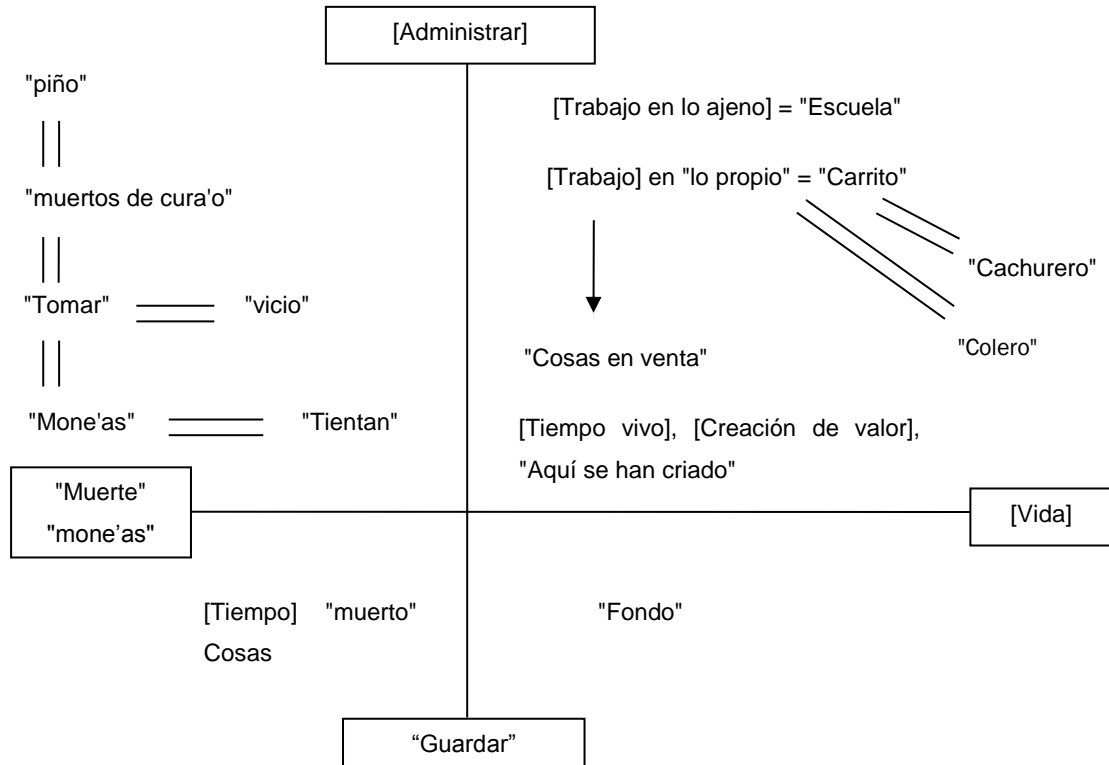 [Administrar]
"piño"
[Trabajo en lo ajeno] = "Escuela"
[Trabajo] en "lo propio" = "Carrito"
"muertos de cura'o"
"Cachurero"
"Tomar" "vicio"
"Colero"
"Cosas en venta"
"Mone'as" "Tientan"
[Tiempo vivo], [Creación de valor],
"Aquí se han criado"
"Muerte"
"mone’as"
[Vida]
[Tiempo] "muerto"
Cosas
"Fondo"
“Guardar”